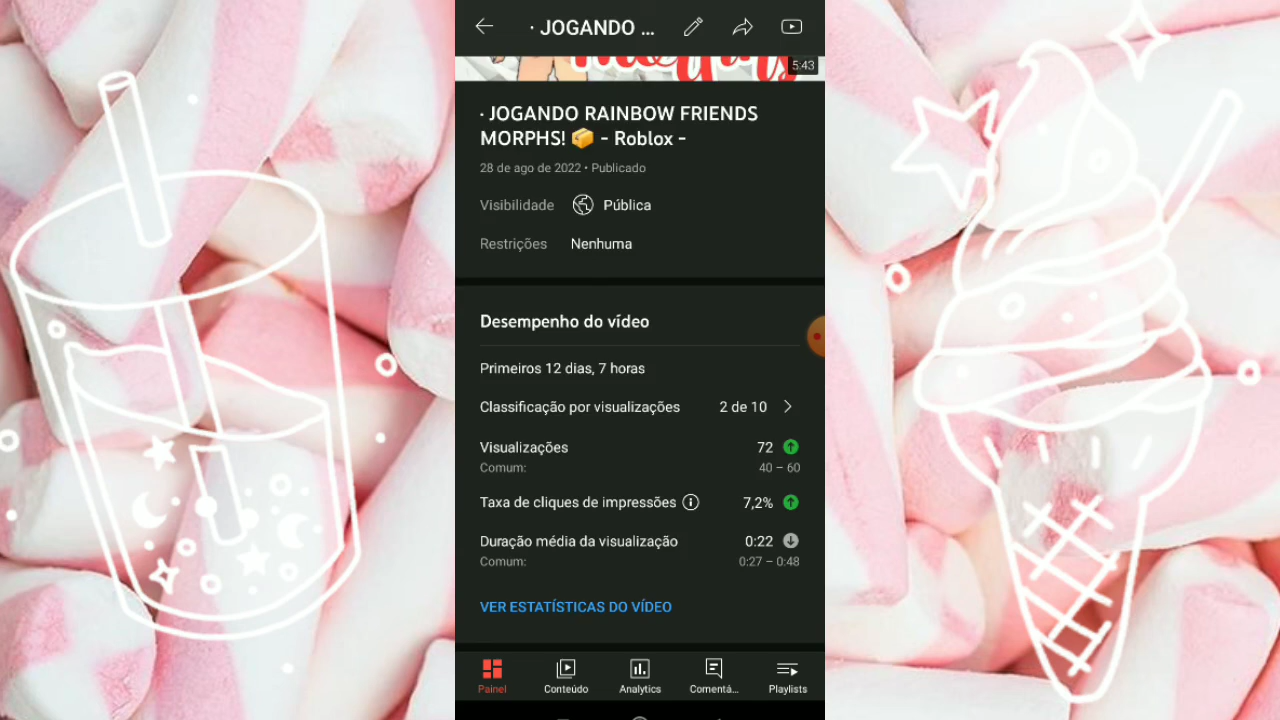 · JOGANDO ...
5:43
· JOGANDO RAINBOW FRIENDS
MORPHS! 📦 - Roblox -
28 de ago de 2022 • Publicado
Visibilidade Pública
Restrições Nenhuma
Desempenho do vídeo
Primeiros 12 dias, 7 horas
Classificação por visualizações 2 de 10
Visualizações 72
Comum: 40 – 60
Taxa de cliques de impressões 7,2%
Duração média da visualização 0:22
Comum: 0:27 – 0:48
VER ESTATÍSTICAS DO VÍDEO
Painel Conteúdo Analytics Comentá... Playlists